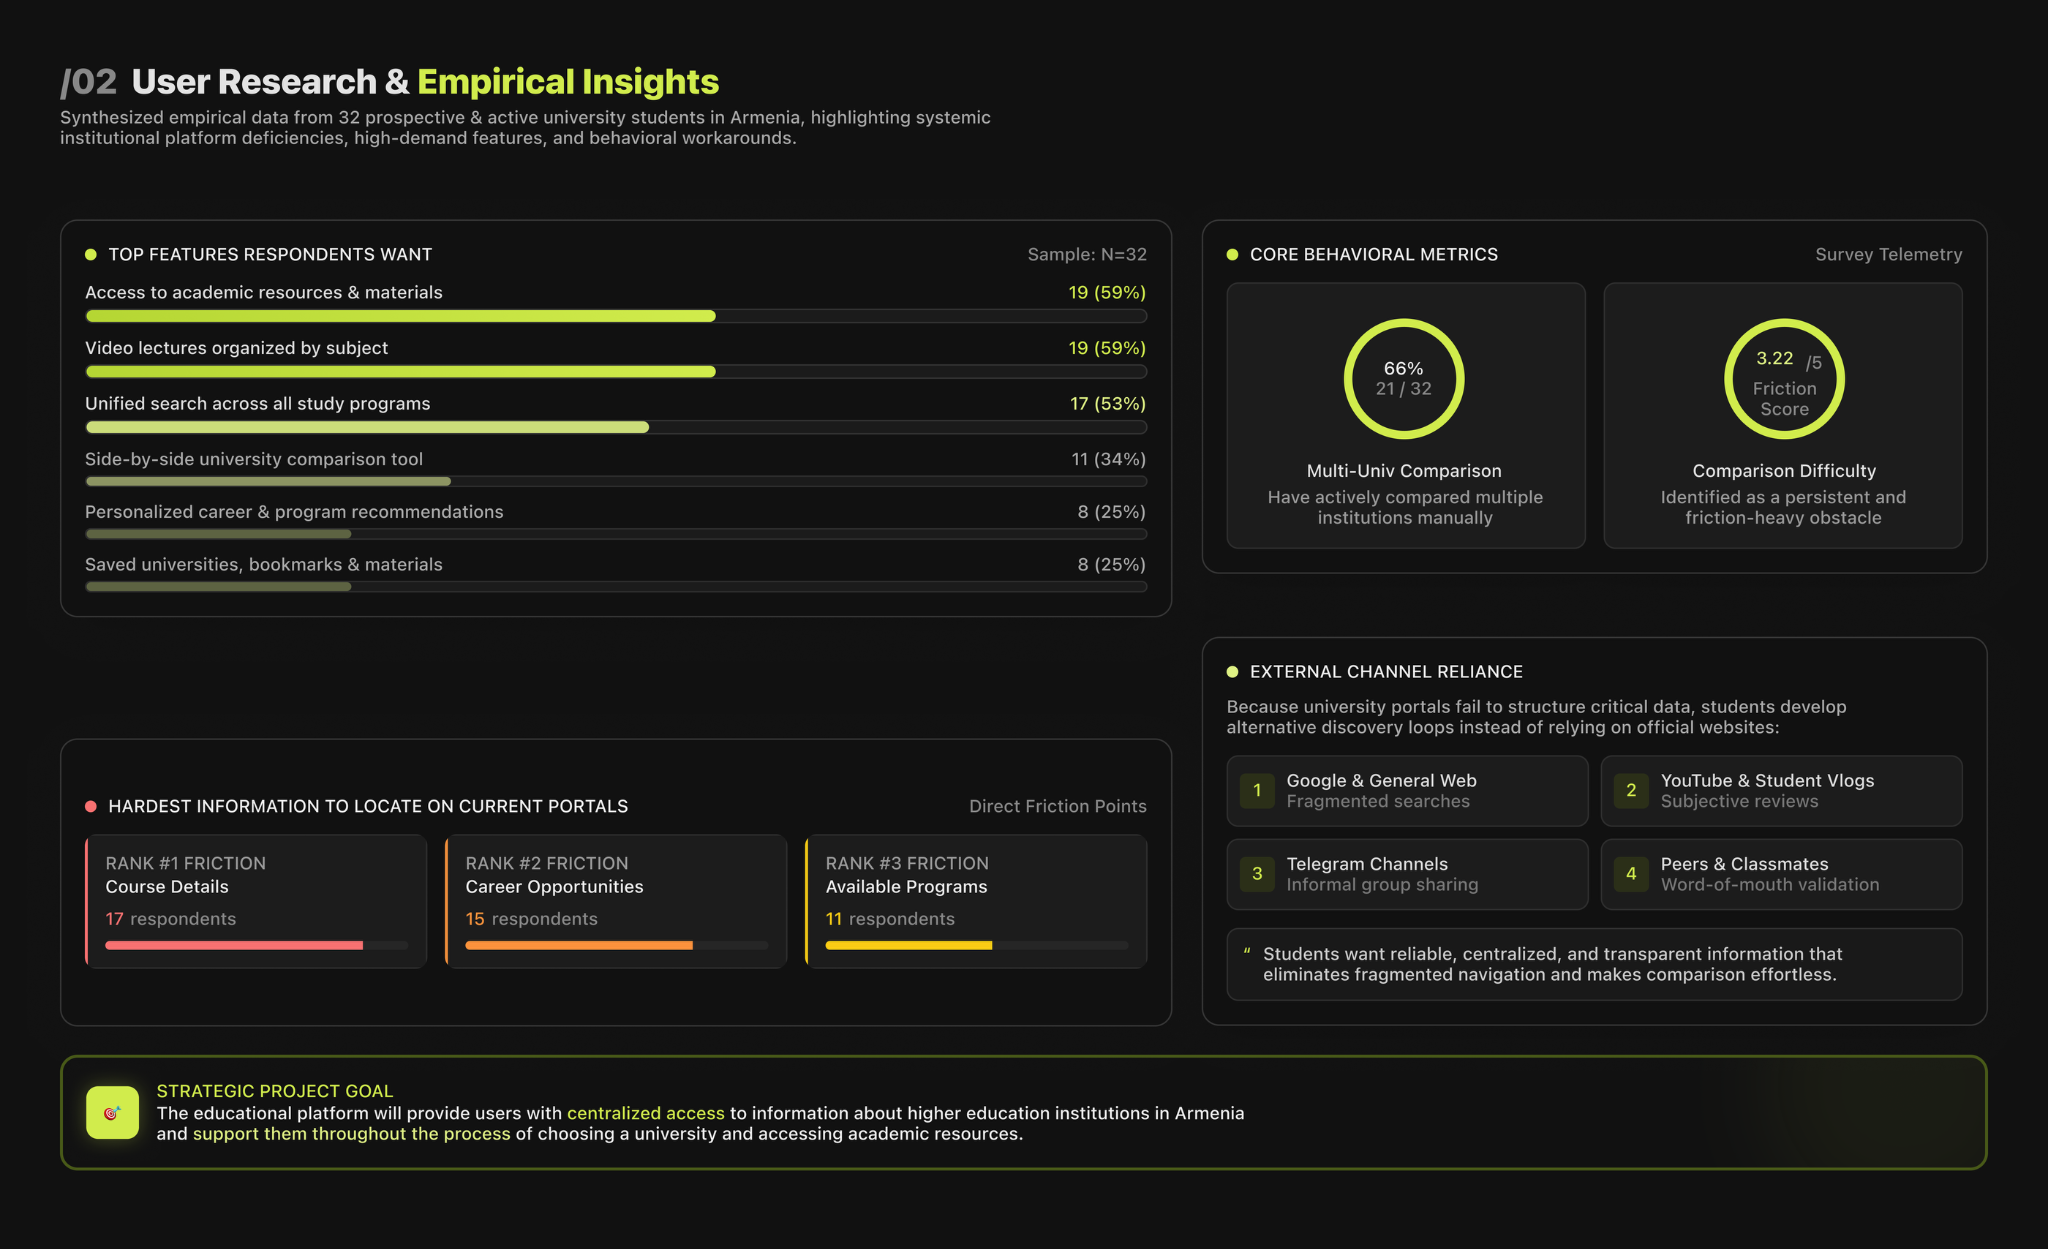 /02 User Research & Empirical Insights
Synthesized empirical data from 32 prospective & active university students in Armenia, highlighting systemic
institutional platform deficiencies, high-demand features, and behavioral workarounds.
TOP FEATURES RESPONDENTS WANT
Sample: N=32
Access to academic resources & materials
19 (59%)
Video lectures organized by subject
19 (59%)
Unified search across all study programs
17 (53%)
Side-by-side university comparison tool
11 (34%)
Personalized career & program recommendations
8 (25%)
Saved universities, bookmarks & materials
8 (25%)
CORE BEHAVIORAL METRICS
Survey Telemetry
66%
21 / 32
Multi-Univ Comparison
Have actively compared multiple
institutions manually
3.22 /5
Friction
Score
Comparison Difficulty
Identified as a persistent and
friction-heavy obstacle
HARDEST INFORMATION TO LOCATE ON CURRENT PORTALS
Direct Friction Points
RANK #1 FRICTION
Course Details
17 respondents
RANK #2 FRICTION
Career Opportunities
15 respondents
RANK #3 FRICTION
Available Programs
11 respondents
EXTERNAL CHANNEL RELIANCE
Because university portals fail to structure critical data, students develop
alternative discovery loops instead of relying on official websites:
1
Google & General Web
Fragmented searches
2
YouTube & Student Vlogs
Subjective reviews
3
Telegram Channels
Informal group sharing
4
Peers & Classmates
Word-of-mouth validation
“ Students want reliable, centralized, and transparent information that
eliminates fragmented navigation and makes comparison effortless.
STRATEGIC PROJECT GOAL
The educational platform will provide users with centralized access to information about higher education institutions in Armenia
and support them throughout the process of choosing a university and accessing academic resources.